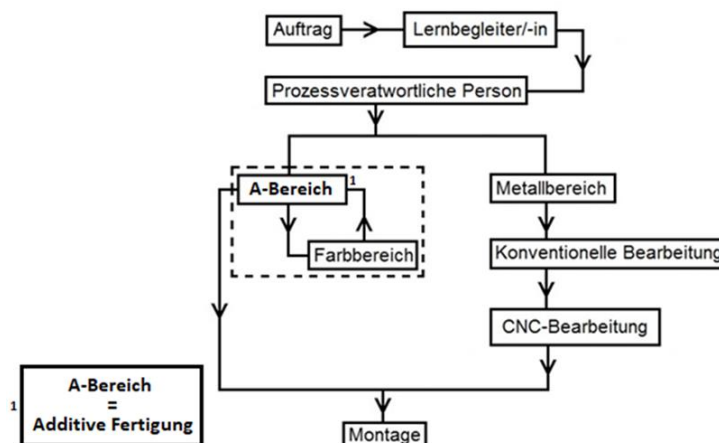 Auftrag
Lernbegleiter/-in
Prozessveratwortliche Person
A-Bereich 1
Metallbereich
Farbbereich
Konventionelle Bearbeitung
CNC-Bearbeitung
1
A-Bereich
=
Additive Fertigung
Montage